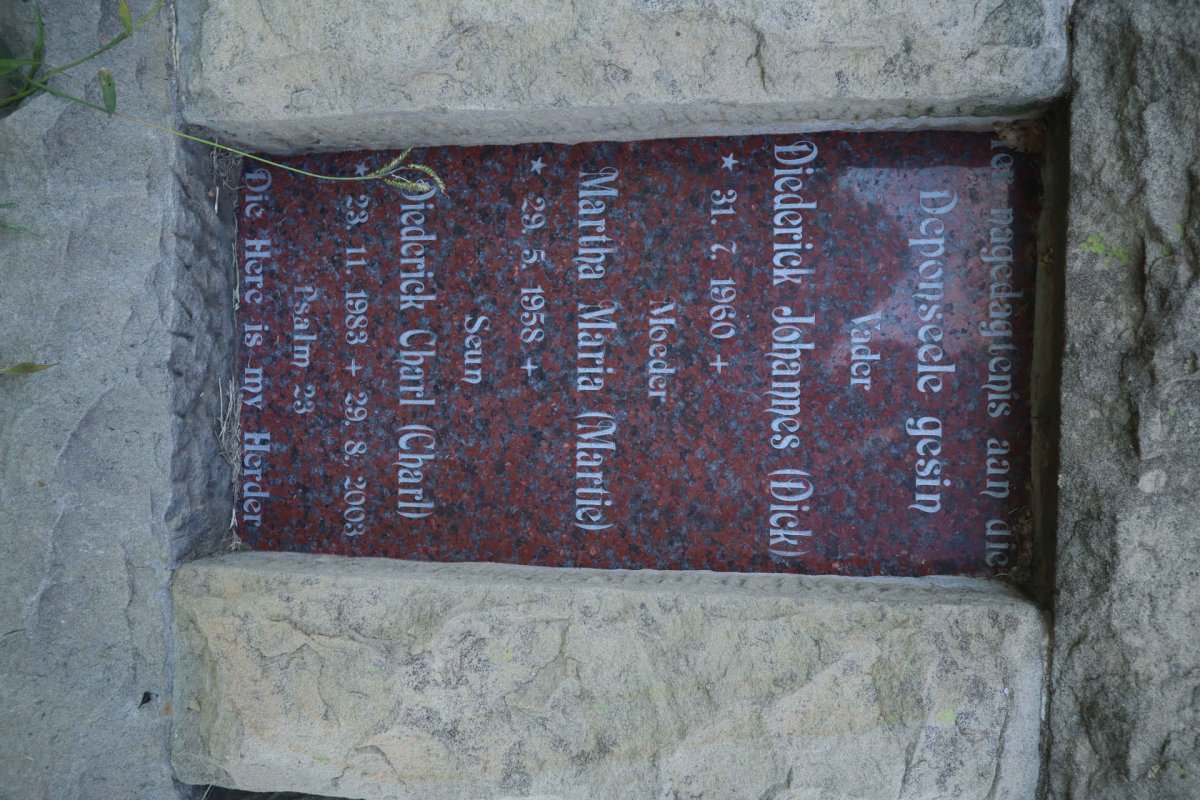 Ter nagedagtenis aan die
Deponseele gesin
Vader
Diederick Johannes (Dick)
★ 31. 7. 1960 +
Moeder
Martha Maria (Martie)
★ 29. 5. 1958 +
Seun
Diederick Charl (Charl)
★ 23. 11. 1988 + 29. 8. 2003
Psalm 23
Die Here is my Herder